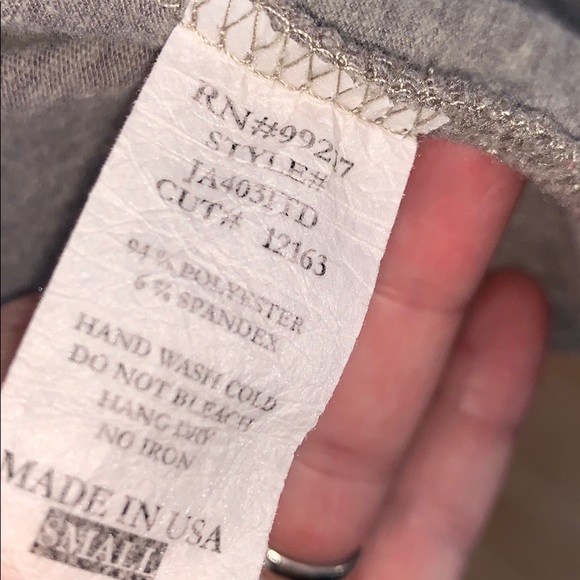 RN#99217
STYLE#
JA4031TD
CUT# 12163
94% POLYESTER
6% SPANDEX
HAND WASH COLD
DO NOT BLEACH
HANG DRY
NO IRON
MADE IN USA
SMALL